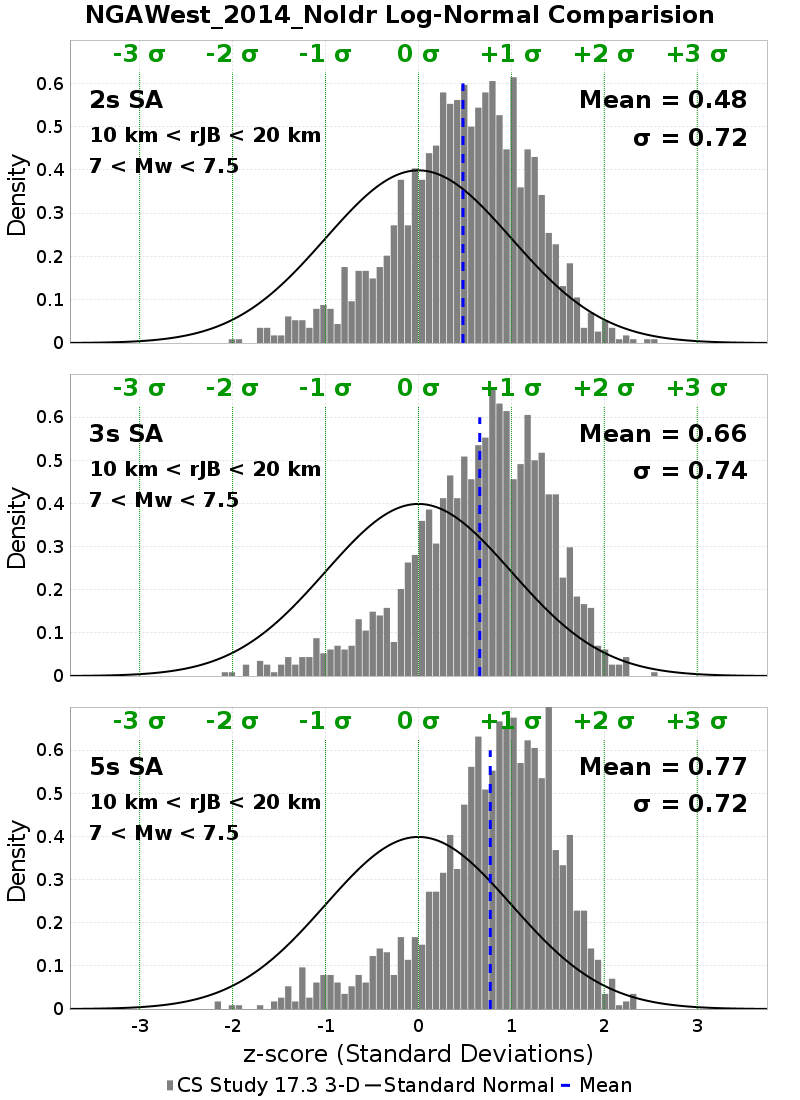 NGAWest_2014_NoIdr Log-Normal Comparision
-3 σ -2 σ -1 σ 0 σ +1 σ +2 σ +3 σ
2s SA
10 km < rJB < 20 km
7 < Mw < 7.5
Mean = 0.48
σ = 0.72
Density
0.6
0.5
0.4
0.3
0.2
0.1
0
-3 σ -2 σ -1 σ 0 σ +1 σ +2 σ +3 σ
3s SA
10 km < rJB < 20 km
7 < Mw < 7.5
Mean = 0.66
σ = 0.74
Density
0.6
0.5
0.4
0.3
0.2
0.1
0
-3 σ -2 σ -1 σ 0 σ +1 σ +2 σ +3 σ
5s SA
10 km < rJB < 20 km
7 < Mw < 7.5
Mean = 0.77
σ = 0.72
Density
0.6
0.5
0.4
0.3
0.2
0.1
0
-3 -2 -1 0 1 2 3
z-score (Standard Deviations)
CS Study 17.3 3-D Standard Normal Mean